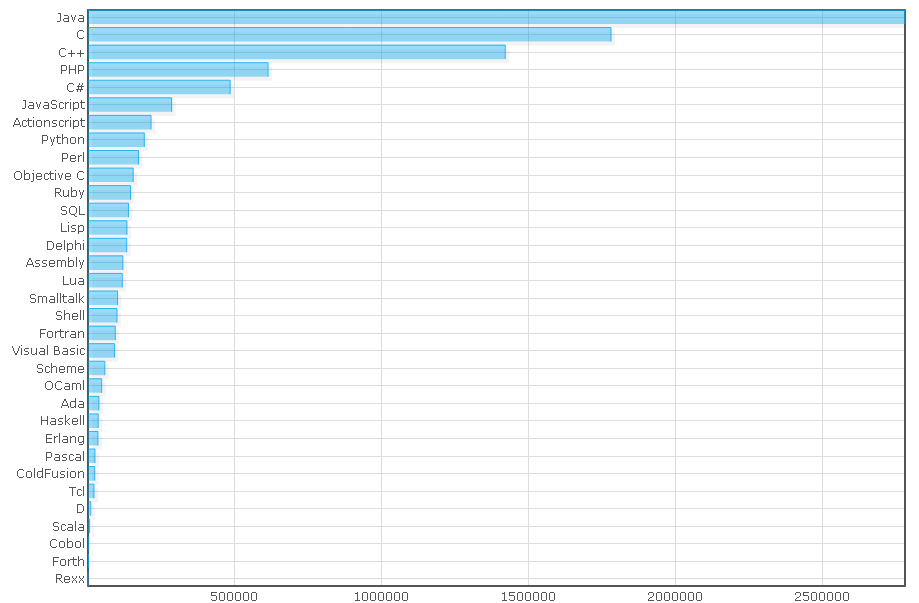 Java
C
C++
PHP
C#
JavaScript
Actionscript
Python
Perl
Objective C
Ruby
SQL
Lisp
Delphi
Assembly
Lua
Smalltalk
Shell
Fortran
Visual Basic
Scheme
OCaml
Ada
Haskell
Erlang
Pascal
ColdFusion
Tcl
D
Scala
Cobol
Forth
Rexx
500000 1000000 1500000 2000000 2500000